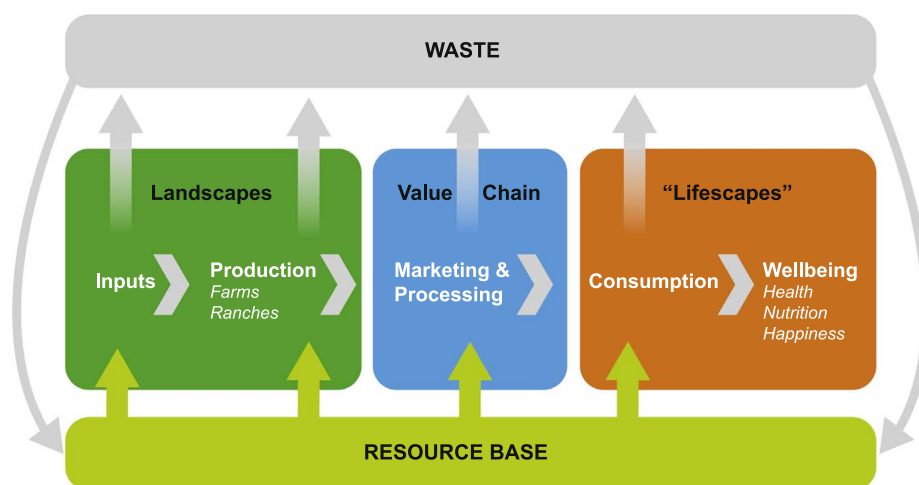 WASTE
Landscapes
Inputs
Production
Farms
Ranches
Value Chain
Marketing &
Processing
“Lifescapes”
Consumption
Wellbeing
Health
Nutrition
Happiness
RESOURCE BASE